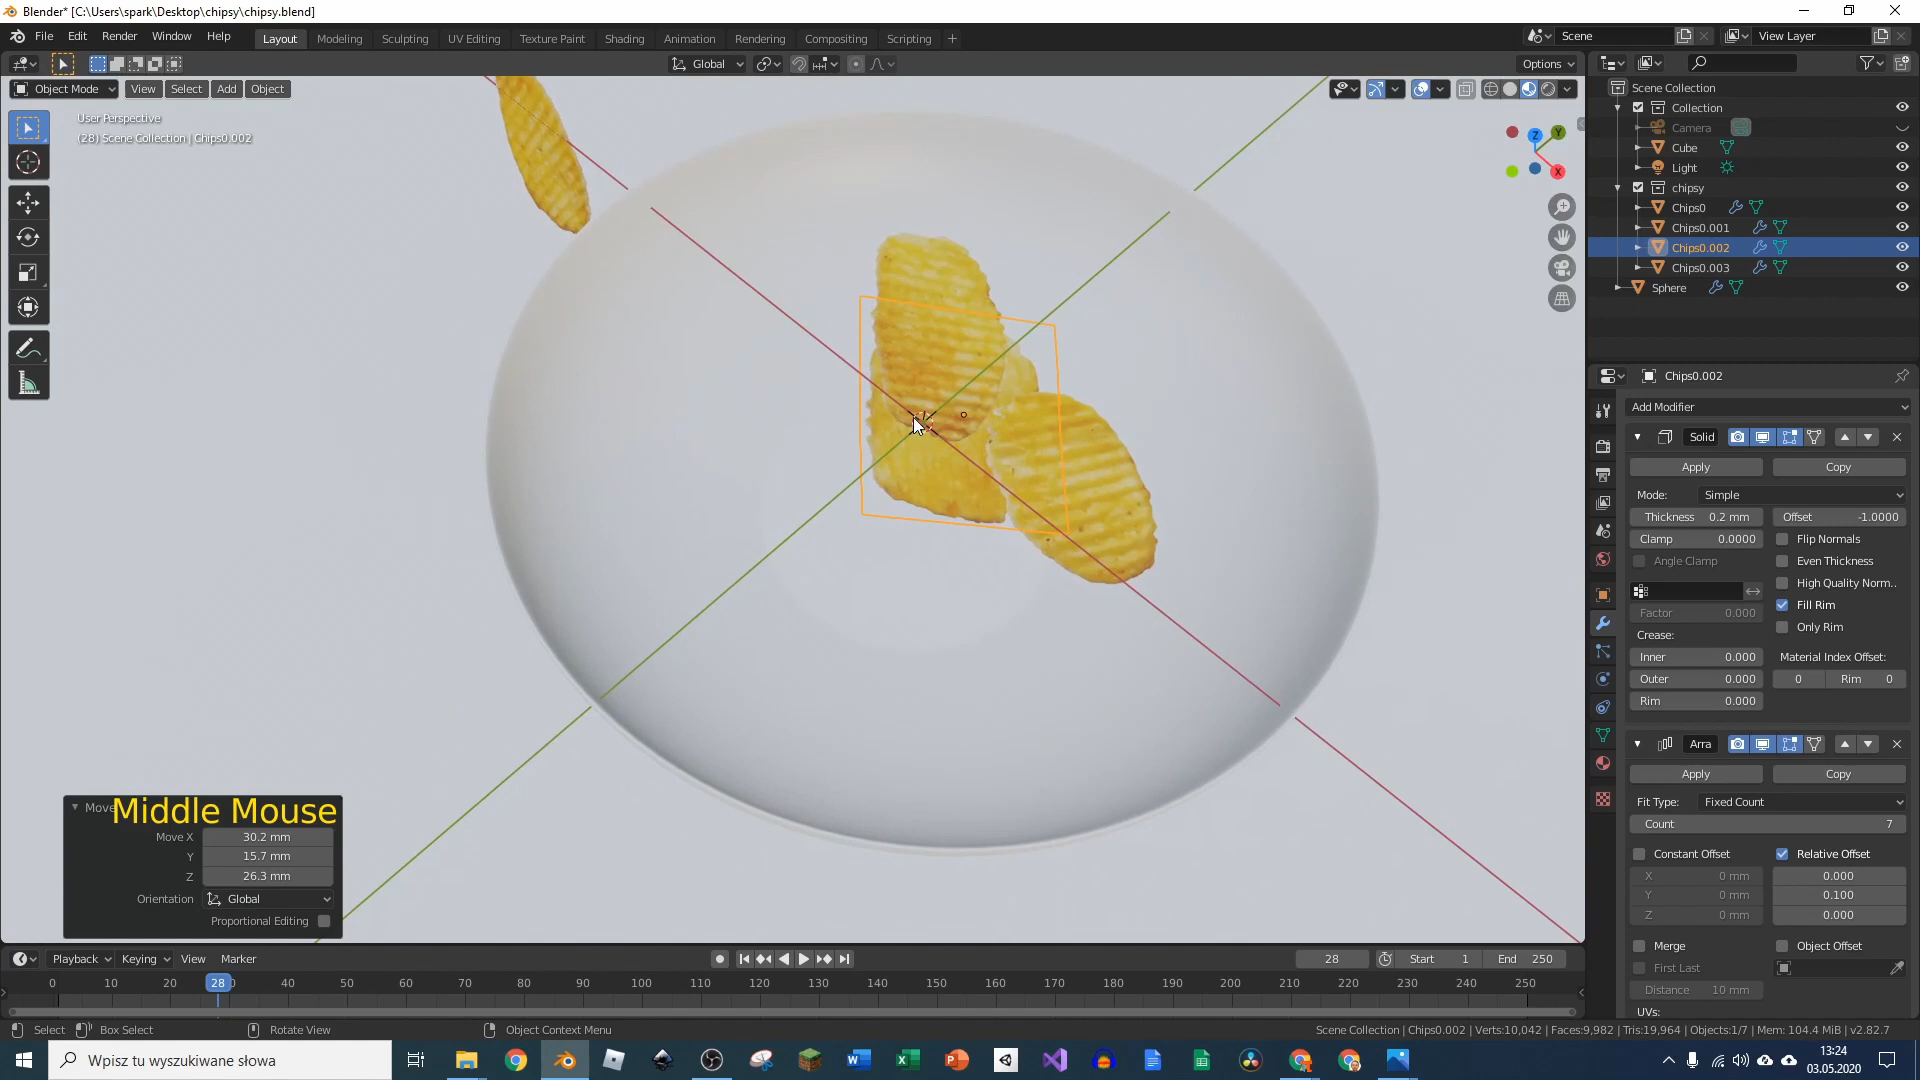 Blender* [C:\Users\spark\Desktop\chipsy\chipsy.blend]
File Edit Render Window Help
Layout Modeling Sculpting UV Editing Texture Paint Shading Animation Rendering Compositing Scripting +
Scene
View Layer
Global
Options
Object Mode View Select Add Object
User Perspective
(28) Scene Collection | Chips0.002
Z Y X
Scene Collection
Collection
Camera
Cube
Light
chipsy
Chips0
Chips0.001
Chips0.002
Chips0.003
Sphere
Chips0.002
Add Modifier
Solid
Apply Copy
Mode: Simple
Thickness 0.2 mm Offset -1.0000
Clamp 0.0000 Flip Normals
Angle Clamp Even Thickness
High Quality Norm..
Fill Rim
Factor 0.000
Only Rim
Crease:
Inner 0.000 Material Index Offset:
Outer 0.000 0 Rim 0
Rim 0.000
Arra
Apply Copy
Fit Type: Fixed Count
Count 7
Constant Offset Relative Offset
X 0 mm 0.000
Y 0 mm 0.100
Z 0 mm 0.000
Merge Object Offset
First Last
Distance 10 mm
UVs:
Move
Middle Mouse
Move X 30.2 mm
Y 15.7 mm
Z 26.3 mm
Orientation Global
Proportional Editing
Playback Keying View Marker
28 Start 1 End 250
0 10 20 28 40 50 60 70 80 90 100 110 120 130 140 150 160 170 180 190 200 210 220 230 240 250
Select Box Select Rotate View Object Context Menu
Scene Collection | Chips0.002 | Verts:10,042 | Faces:9,982 | Tris:19,964 | Objects:1/7 | Mem: 104.4 MiB | v2.82.7
Wpisz tu wyszukiwane słowa
13:24
03.05.2020